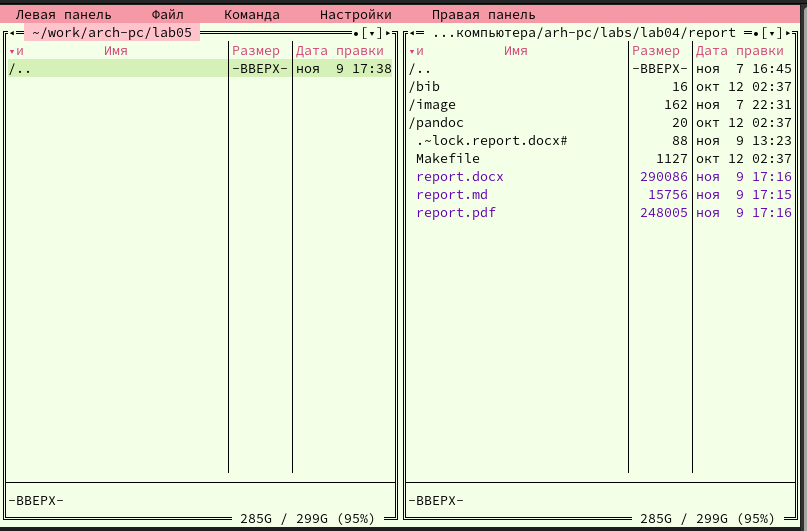 Левая панель Файл Команда Настройки Правая панель
~/work/arch-pc/lab05 [▾]
▾и Имя Размер Дата правки
/.. -ВВЕРХ- ноя 9 17:38
-ВВЕРХ-
285G / 299G (95%)
...компьютера/arh-pc/labs/lab04/report [▾]
▾и Имя Размер Дата правки
/.. -ВВЕРХ- ноя 7 16:45
/bib 16 окт 12 02:37
/image 162 ноя 7 22:31
/pandoc 20 окт 12 02:37
.~lock.report.docx# 88 ноя 9 13:23
Makefile 1127 окт 12 02:37
report.docx 290086 ноя 9 17:16
report.md 15756 ноя 9 17:15
report.pdf 248005 ноя 9 17:16
-ВВЕРХ-
285G / 299G (95%)